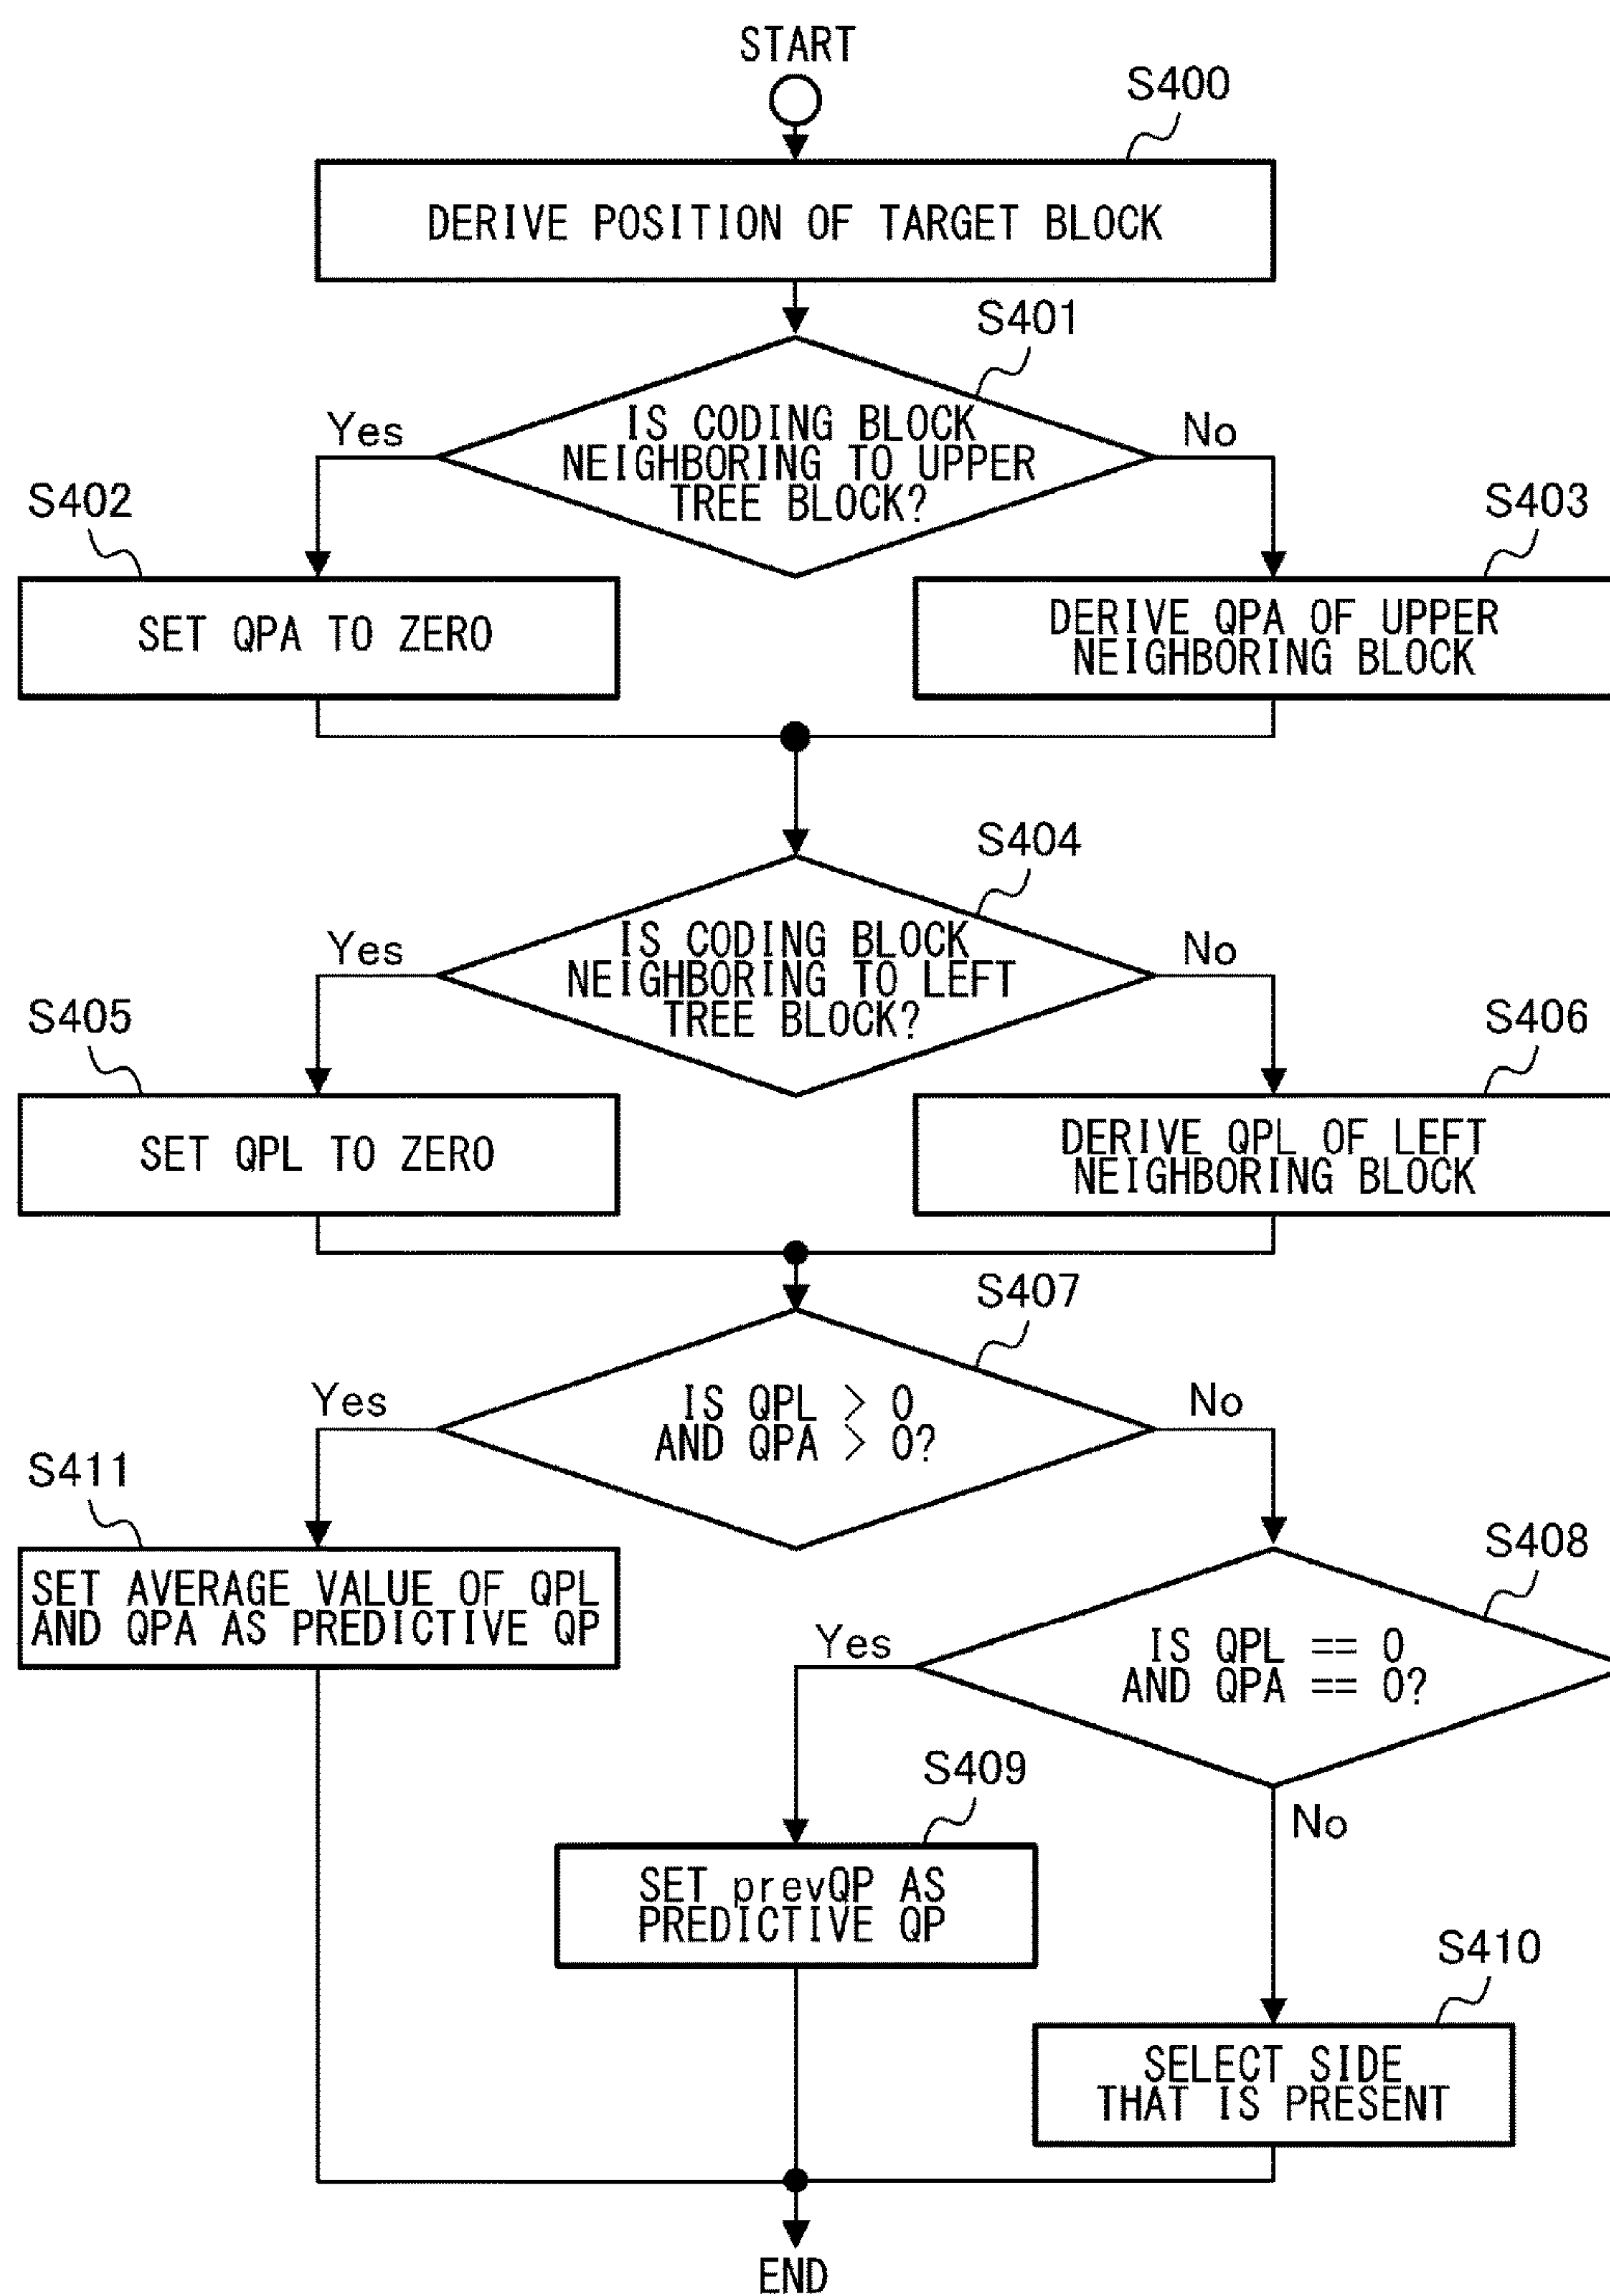 START
S400
DERIVE POSITION OF TARGET BLOCK
S401
IS CODING BLOCK
NEIGHBORING TO UPPER
TREE BLOCK?
Yes
No
S402
SET QPA TO ZERO
S403
DERIVE QPA OF UPPER
NEIGHBORING BLOCK
S404
IS CODING BLOCK
NEIGHBORING TO LEFT
TREE BLOCK?
Yes
No
S405
SET QPL TO ZERO
S406
DERIVE QPL OF LEFT
NEIGHBORING BLOCK
S407
IS QPL > 0
AND QPA > 0?
Yes
No
S411
SET AVERAGE VALUE OF QPL
AND QPA AS PREDICTIVE QP
S408
IS QPL == 0
AND QPA == 0?
Yes
No
S409
SET prevQP AS
PREDICTIVE QP
S410
SELECT SIDE
THAT IS PRESENT
END